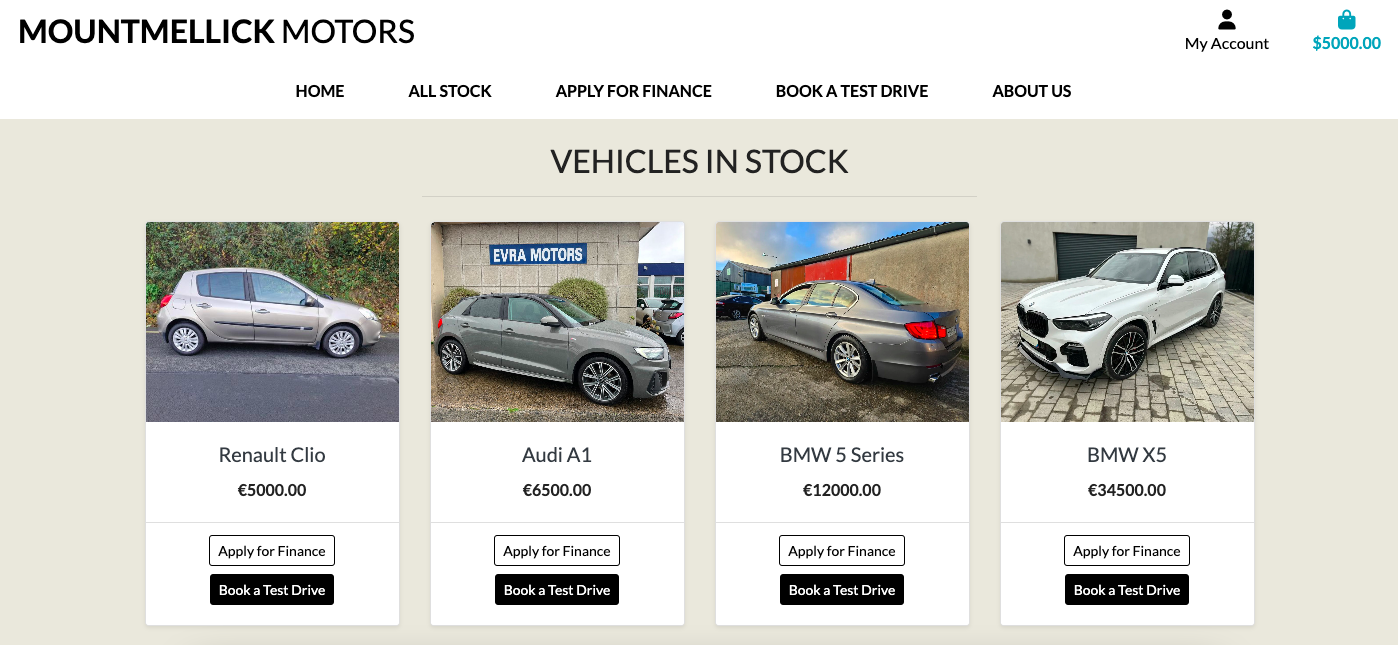 MOUNTMELLICK MOTORS
My Account
$5000.00
HOME ALL STOCK APPLY FOR FINANCE BOOK A TEST DRIVE ABOUT US
VEHICLES IN STOCK
EVRA MOTORS
Renault Clio
€5000.00
Apply for Finance
Book a Test Drive
Audi A1
€6500.00
Apply for Finance
Book a Test Drive
BMW 5 Series
€12000.00
Apply for Finance
Book a Test Drive
BMW X5
€34500.00
Apply for Finance
Book a Test Drive